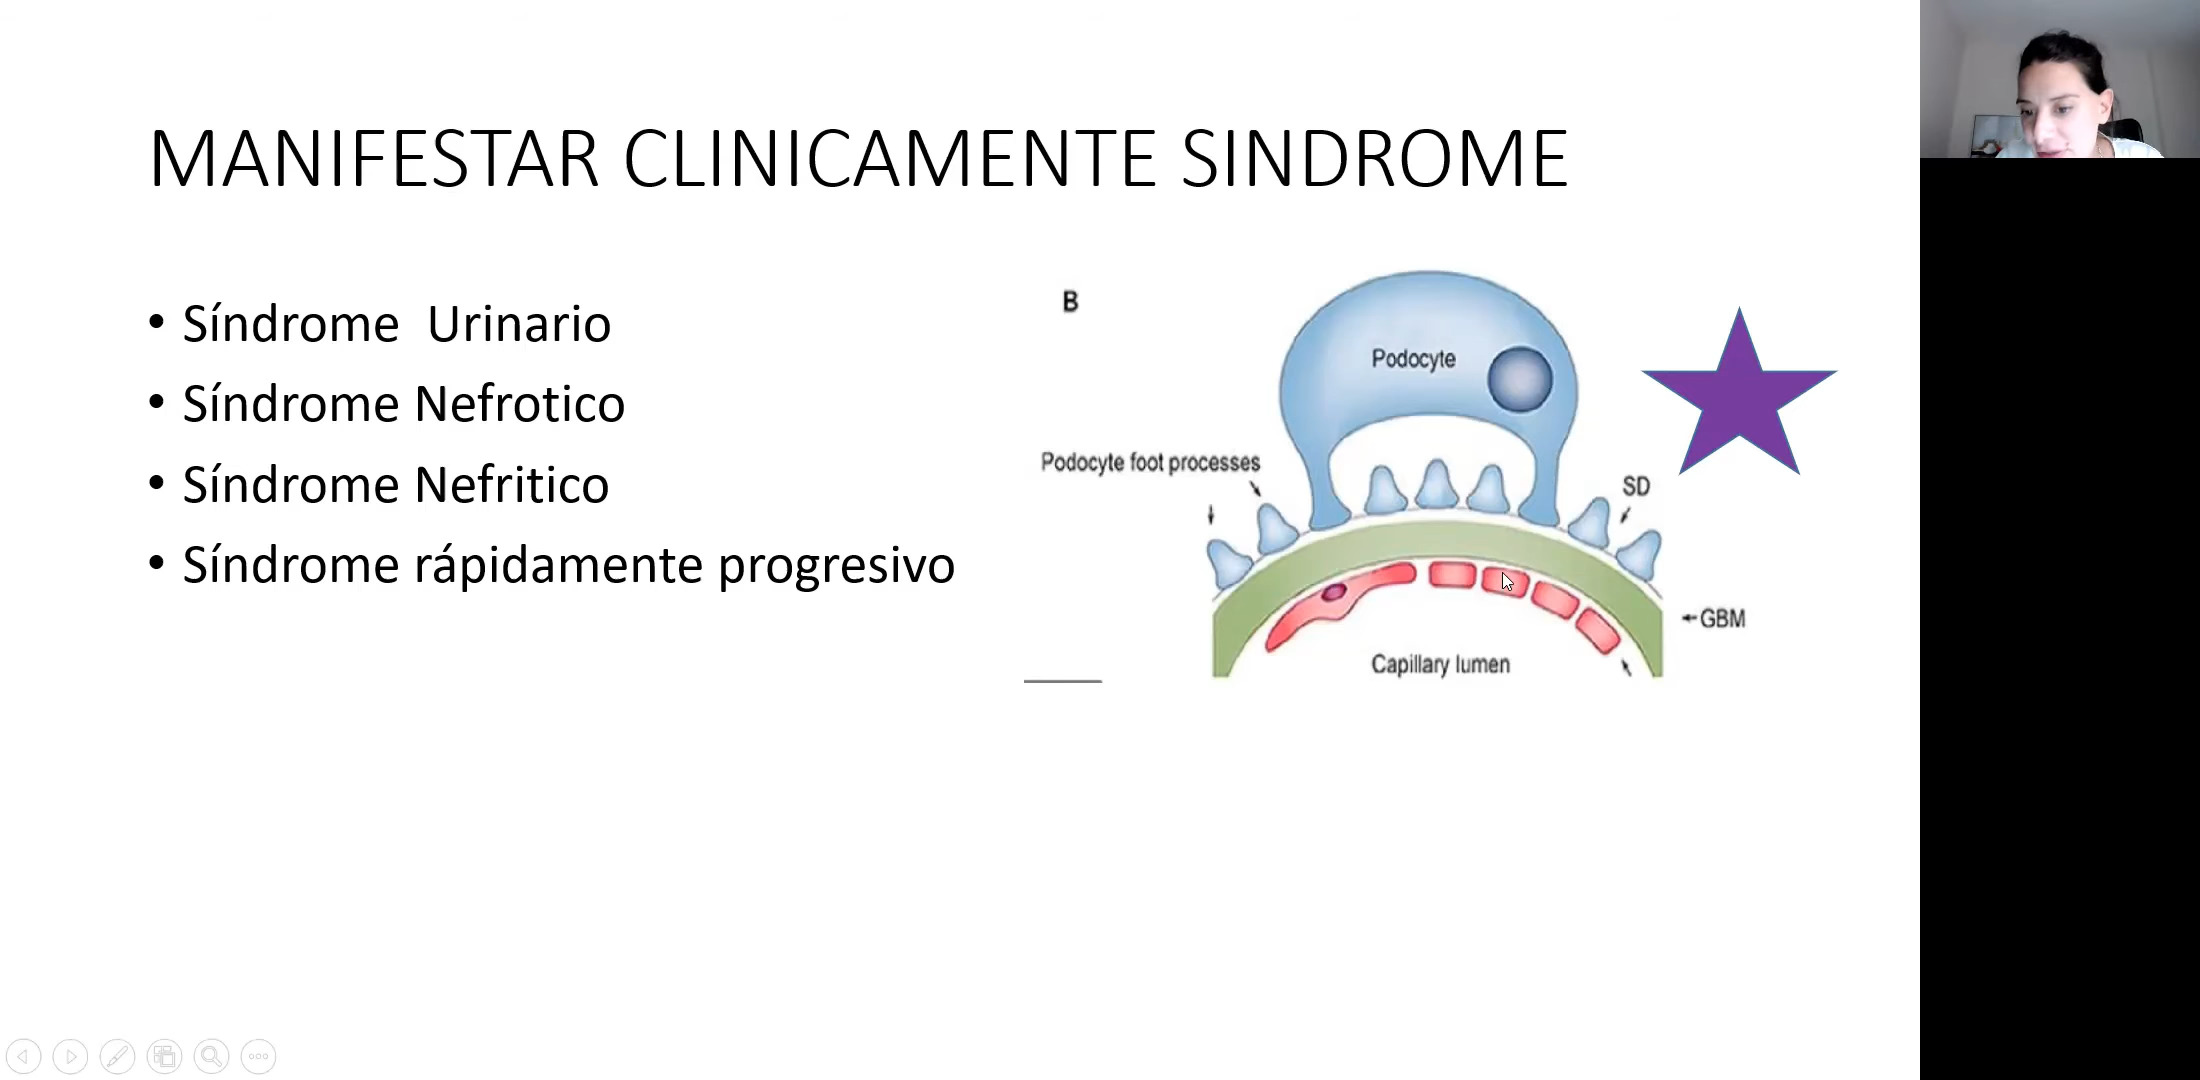 MANIFESTAR CLINICAMENTE SINDROME
• Síndrome Urinario
• Síndrome Nefrotico
• Síndrome Nefritico
• Síndrome rápidamente progresivo
B
Podocyte
Podocyte foot processes
SD
GBM
Capillary lumen